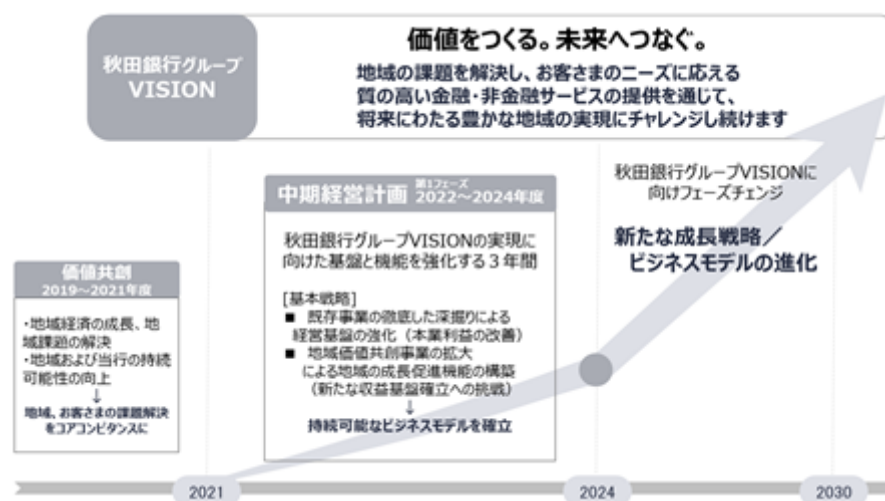 秋田銀行グループ
VISION
価値をつくる。未来へつなぐ。
地域の課題を解決し、お客さまのニーズに応える
質の高い金融・非金融サービスの提供を通じて、
将来にわたる豊かな地域の実現にチャレンジし続けます
価値共創
2019～2021年度
・地域経済の成長、地
域課題の解決
・地域および当行の持続
可能性の向上
↓
地域、お客さまの課題解決
をコアコンピタンスに
中期経営計画 第1フェーズ 2022～2024年度
秋田銀行グループVISIONの実現に
向けた基盤と機能を強化する3年間
[基本戦略]
■ 既存事業の徹底した深掘りによる
経営基盤の強化（本業利益の改善）
■ 地域価値共創事業の拡大
による地域の成長促進機能の構築
（新たな収益基盤確立への挑戦）
↓
持続可能なビジネスモデルを確立
秋田銀行グループVISIONに
向けフェーズチェンジ
新たな成長戦略／
ビジネスモデルの進化
2021
2024
2030